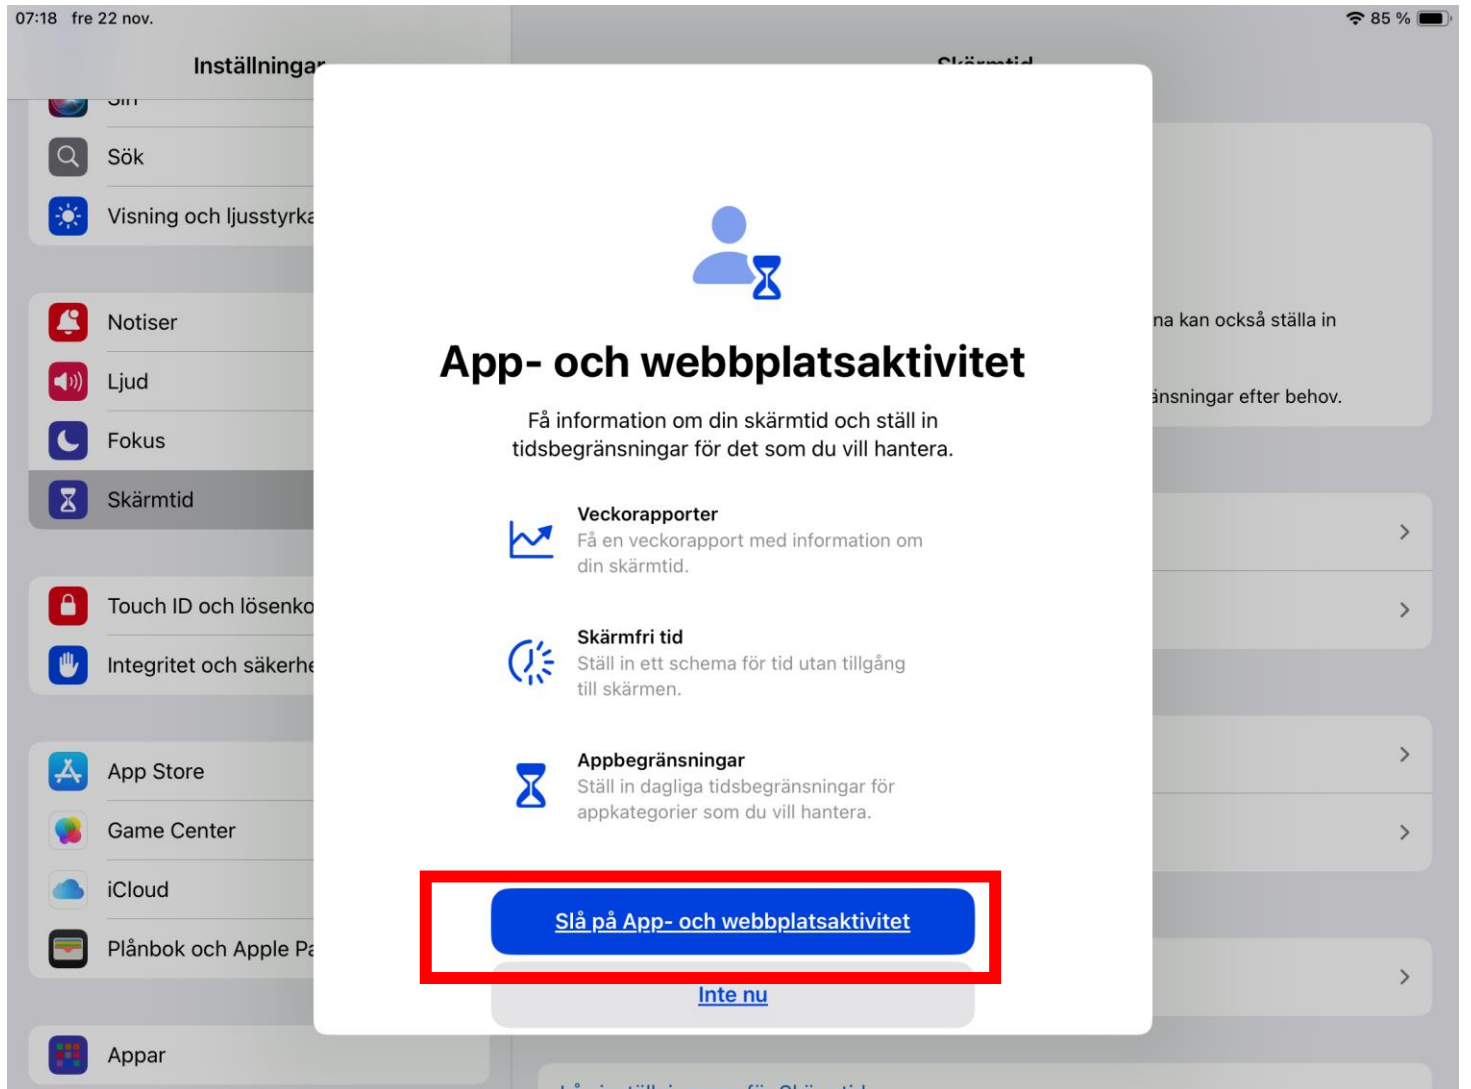 07:18 fre 22 nov.
85 %
Inställningar
Skärmtid
Siri
Sök
Visning och ljusstyrka
Notiser
Ljud
Fokus
Skärmtid
Touch ID och lösenko
Integritet och säkerhe
App Store
Game Center
iCloud
Plånbok och Apple Pa
Appar
App- och webbplatsaktivitet
Få information om din skärmtid och ställ in
tidsbegränsningar för det som du vill hantera.
Veckorapporter
Få en veckorapport med information om
din skärmtid.
Skärmfri tid
Ställ in ett schema för tid utan tillgång
till skärmen.
Appbegränsningar
Ställ in dagliga tidsbegränsningar för
appkategorier som du vill hantera.
Slå på App- och webbplatsaktivitet
Inte nu
na kan också ställa in
änsningar efter behov.